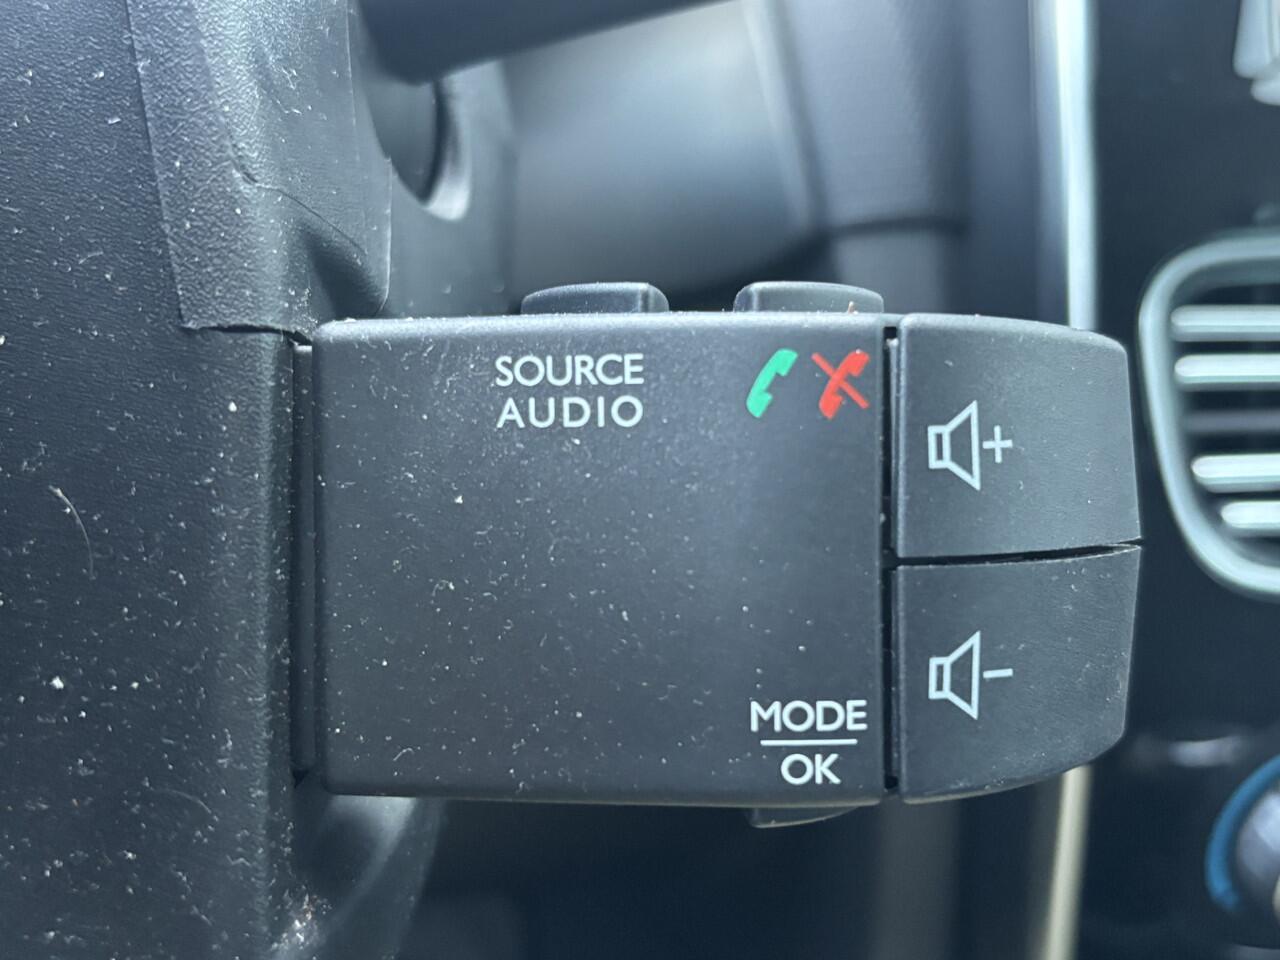 SOURCE
AUDIO
+
-
MODE
OK